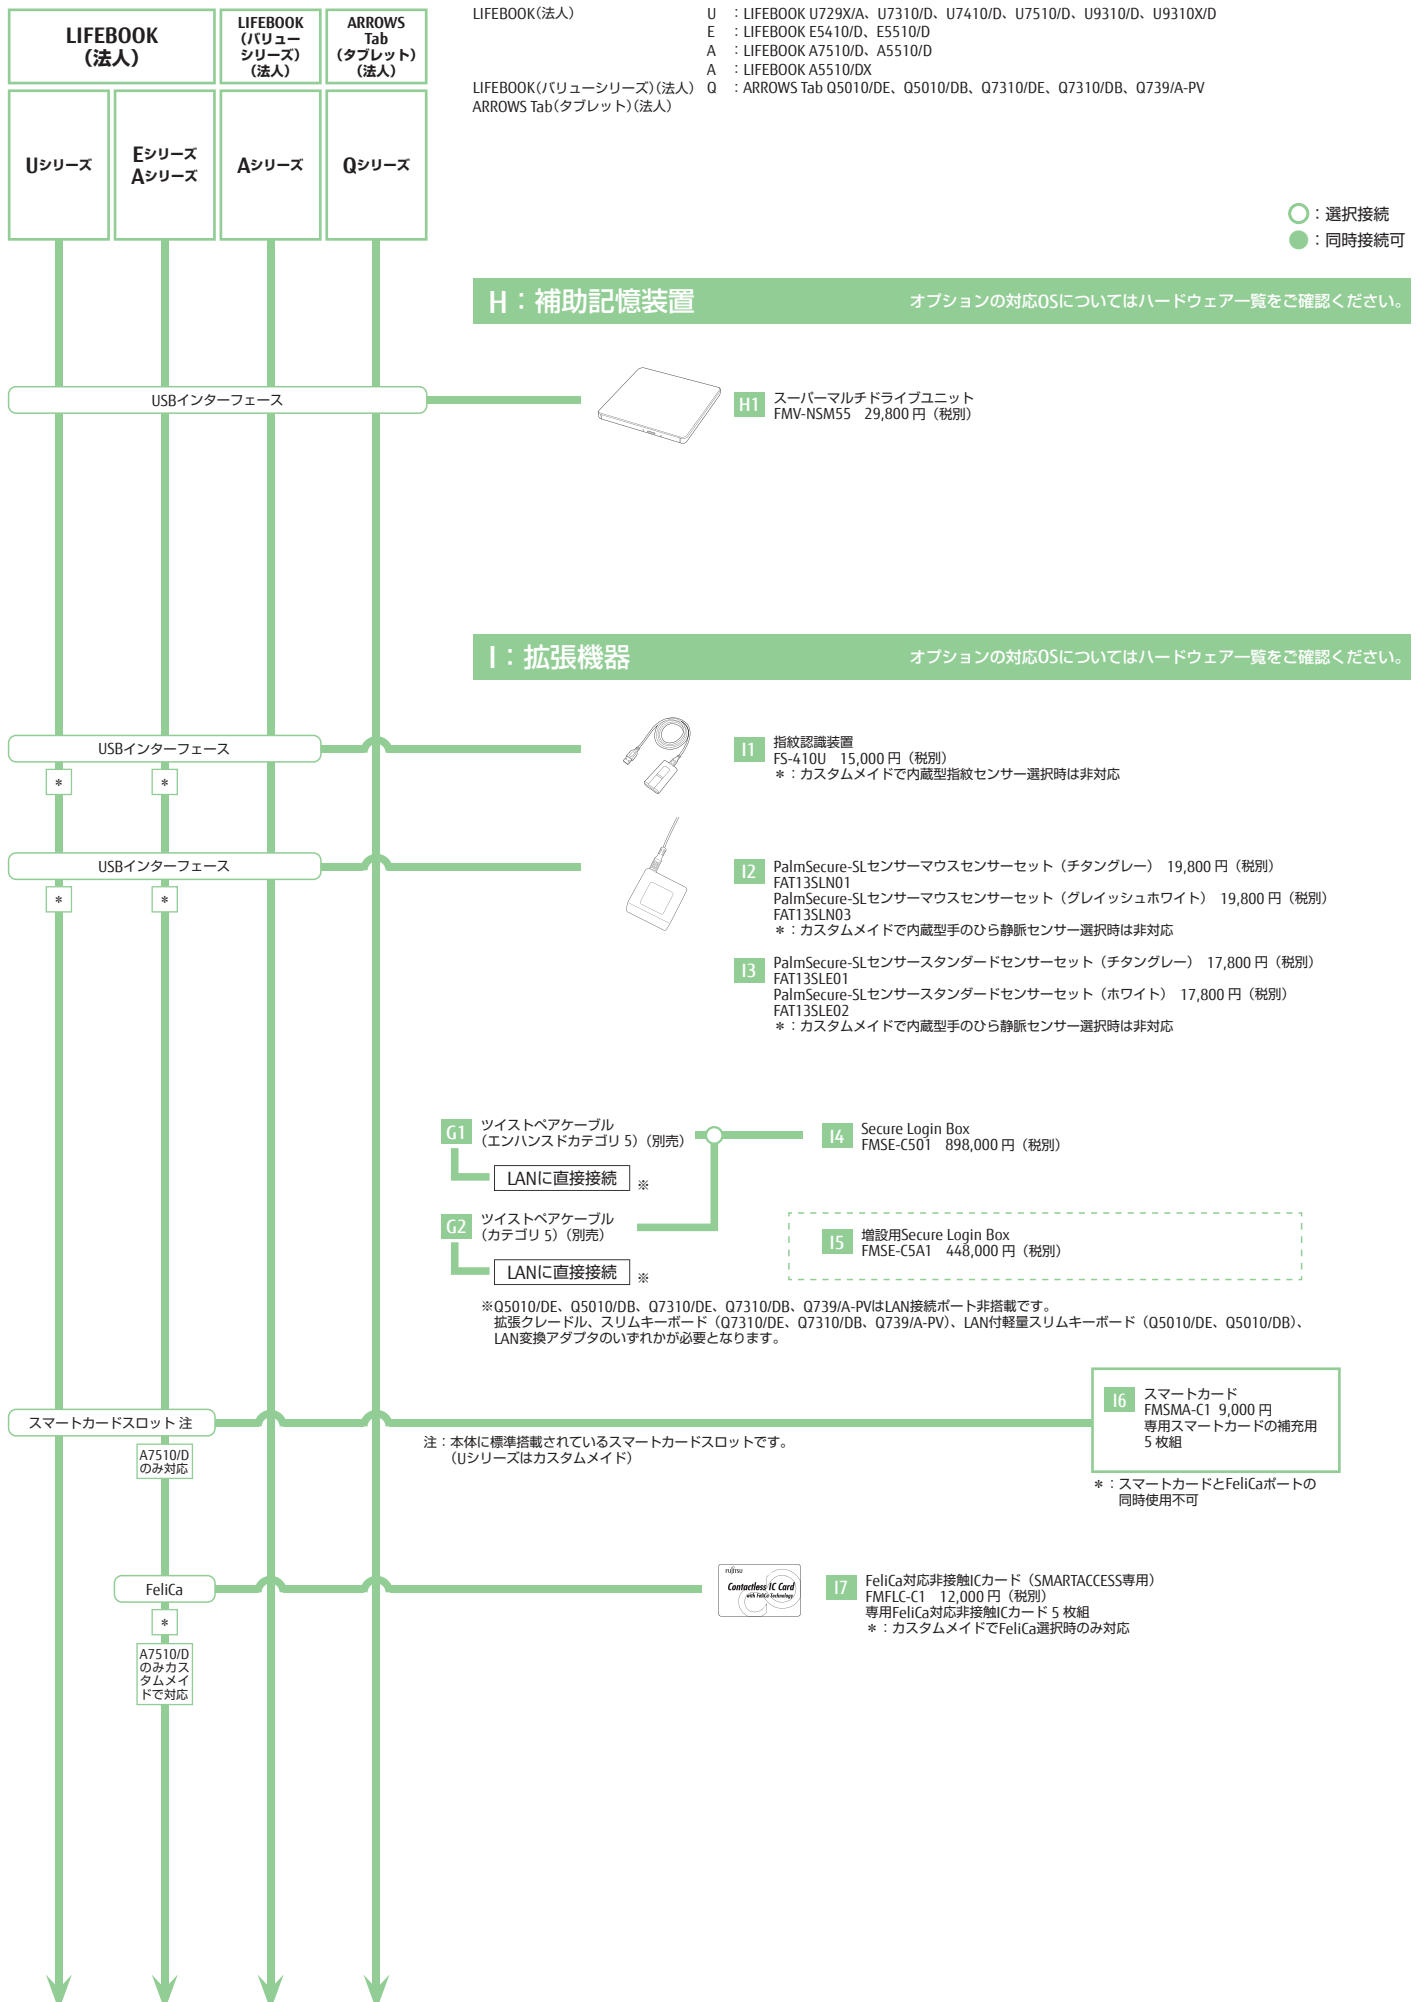 LIFEBOOK
(法人)
LIFEBOOK
(バリュー
シリーズ)
(法人)
ARROWS
Tab
(タブレット)
(法人)
Uシリーズ
Eシリーズ
Aシリーズ
Aシリーズ
Qシリーズ
LIFEBOOK(法人) U :LIFEBOOK U729X/A、U7310/D、U7410/D、U7510/D、U9310/D、U9310X/D
E :LIFEBOOK E5410/D、E5510/D
A :LIFEBOOK A7510/D、A5510/D
A :LIFEBOOK A5510/DX
LIFEBOOK(バリューシリーズ)(法人) Q :ARROWS Tab Q5010/DE、Q5010/DB、Q7310/DE、Q7310/DB、Q739/A-PV
ARROWS Tab(タブレット)(法人)
:選択接続
:同時接続可
H:補助記憶装置 オプションの対応OSについてはハードウェア一覧をご確認ください。
USBインターフェース
H1 スーパーマルチドライブユニット
FMV-NSM55 29,800円(税別)
I:拡張機器 オプションの対応OSについてはハードウェア一覧をご確認ください。
USBインターフェース
* *
I1 指紋認識装置
FS-410U 15,000円(税別)
*:カスタムメイドで内蔵型指紋センサー選択時は非対応
USBインターフェース
* *
I2 PalmSecure-SLセンサーマウスセンサーセット(チタングレー) 19,800円(税別)
FAT13SLN01
PalmSecure-SLセンサーマウスセンサーセット(グレイッシュホワイト) 19,800円(税別)
FAT13SLN03
*:カスタムメイドで内蔵型手のひら静脈センサー選択時は非対応
I3 PalmSecure-SLセンサースタンダードセンサーセット(チタングレー) 17,800円(税別)
FAT13SLE01
PalmSecure-SLセンサースタンダードセンサーセット(ホワイト) 17,800円(税別)
FAT13SLE02
*:カスタムメイドで内蔵型手のひら静脈センサー選択時は非対応
G1 ツイストペアケーブル
(エンハンスドカテゴリ5)(別売)
LANに直接接続 ※
I4 Secure Login Box
FMSE-C501 898,000円(税別)
G2 ツイストペアケーブル
(カテゴリ5)(別売)
LANに直接接続 ※
I5 増設用Secure Login Box
FMSE-C5A1 448,000円(税別)
※Q5010/DE、Q5010/DB、Q7310/DE、Q7310/DB、Q739/A-PVはLAN接続ポート非搭載です。
拡張クレードル、スリムキーボード(Q7310/DE、Q7310/DB、Q739/A-PV)、LAN付軽量スリムキーボード(Q5010/DE、Q5010/DB)、
LAN変換アダプタのいずれかが必要となります。
スマートカードスロット 注
A7510/D
のみ対応
注:本体に標準搭載されているスマートカードスロットです。
(Uシリーズはカスタムメイド)
I6 スマートカード
FMSMA-C1 9,000円
専用スマートカードの補充用
5枚組
*:スマートカードとFeliCaポートの
同時使用不可
FeliCa
*
A7510/D
のみカス
タムメイ
ドで対応
FUJITSU
Contactless IC Card
with FeliCa Technology
I7 FeliCa対応非接触ICカード(SMARTACCESS専用)
FMFLC-C1 12,000円(税別)
専用FeliCa対応非接触ICカード5枚組
*:カスタムメイドでFeliCa選択時のみ対応